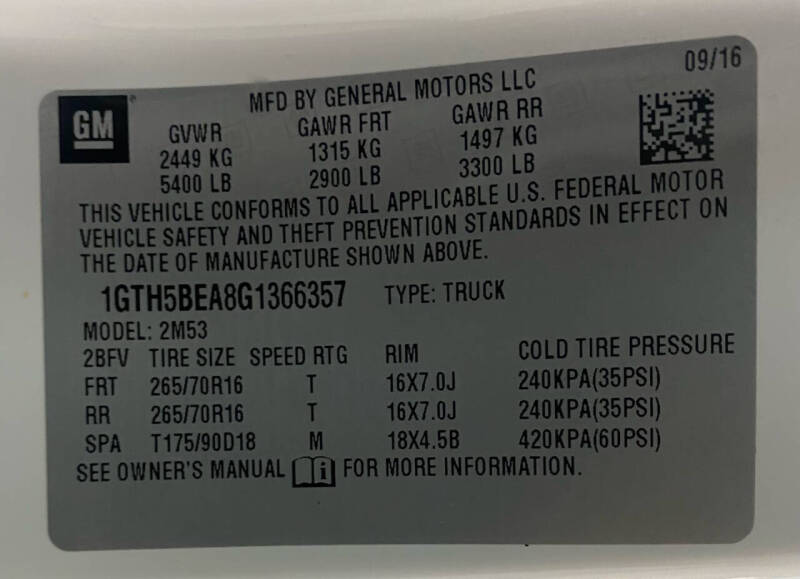 09/16
MFD BY GENERAL MOTORS LLC
GM
GVWR GAWR FRT GAWR RR
2449 KG 1315 KG 1497 KG
5400 LB 2900 LB 3300 LB
THIS VEHICLE CONFORMS TO ALL APPLICABLE U.S. FEDERAL MOTOR
VEHICLE SAFETY AND THEFT PREVENTION STANDARDS IN EFFECT ON
THE DATE OF MANUFACTURE SHOWN ABOVE.
1GTH5BEA8G1366357 TYPE: TRUCK
MODEL: 2M53
2BFV TIRE SIZE SPEED RTG RIM COLD TIRE PRESSURE
FRT 265/70R16 T 16X7.0J 240KPA(35PSI)
RR 265/70R16 T 16X7.0J 240KPA(35PSI)
SPA T175/90D18 M 18X4.5B 420KPA(60PSI)
SEE OWNER'S MANUAL i FOR MORE INFORMATION.